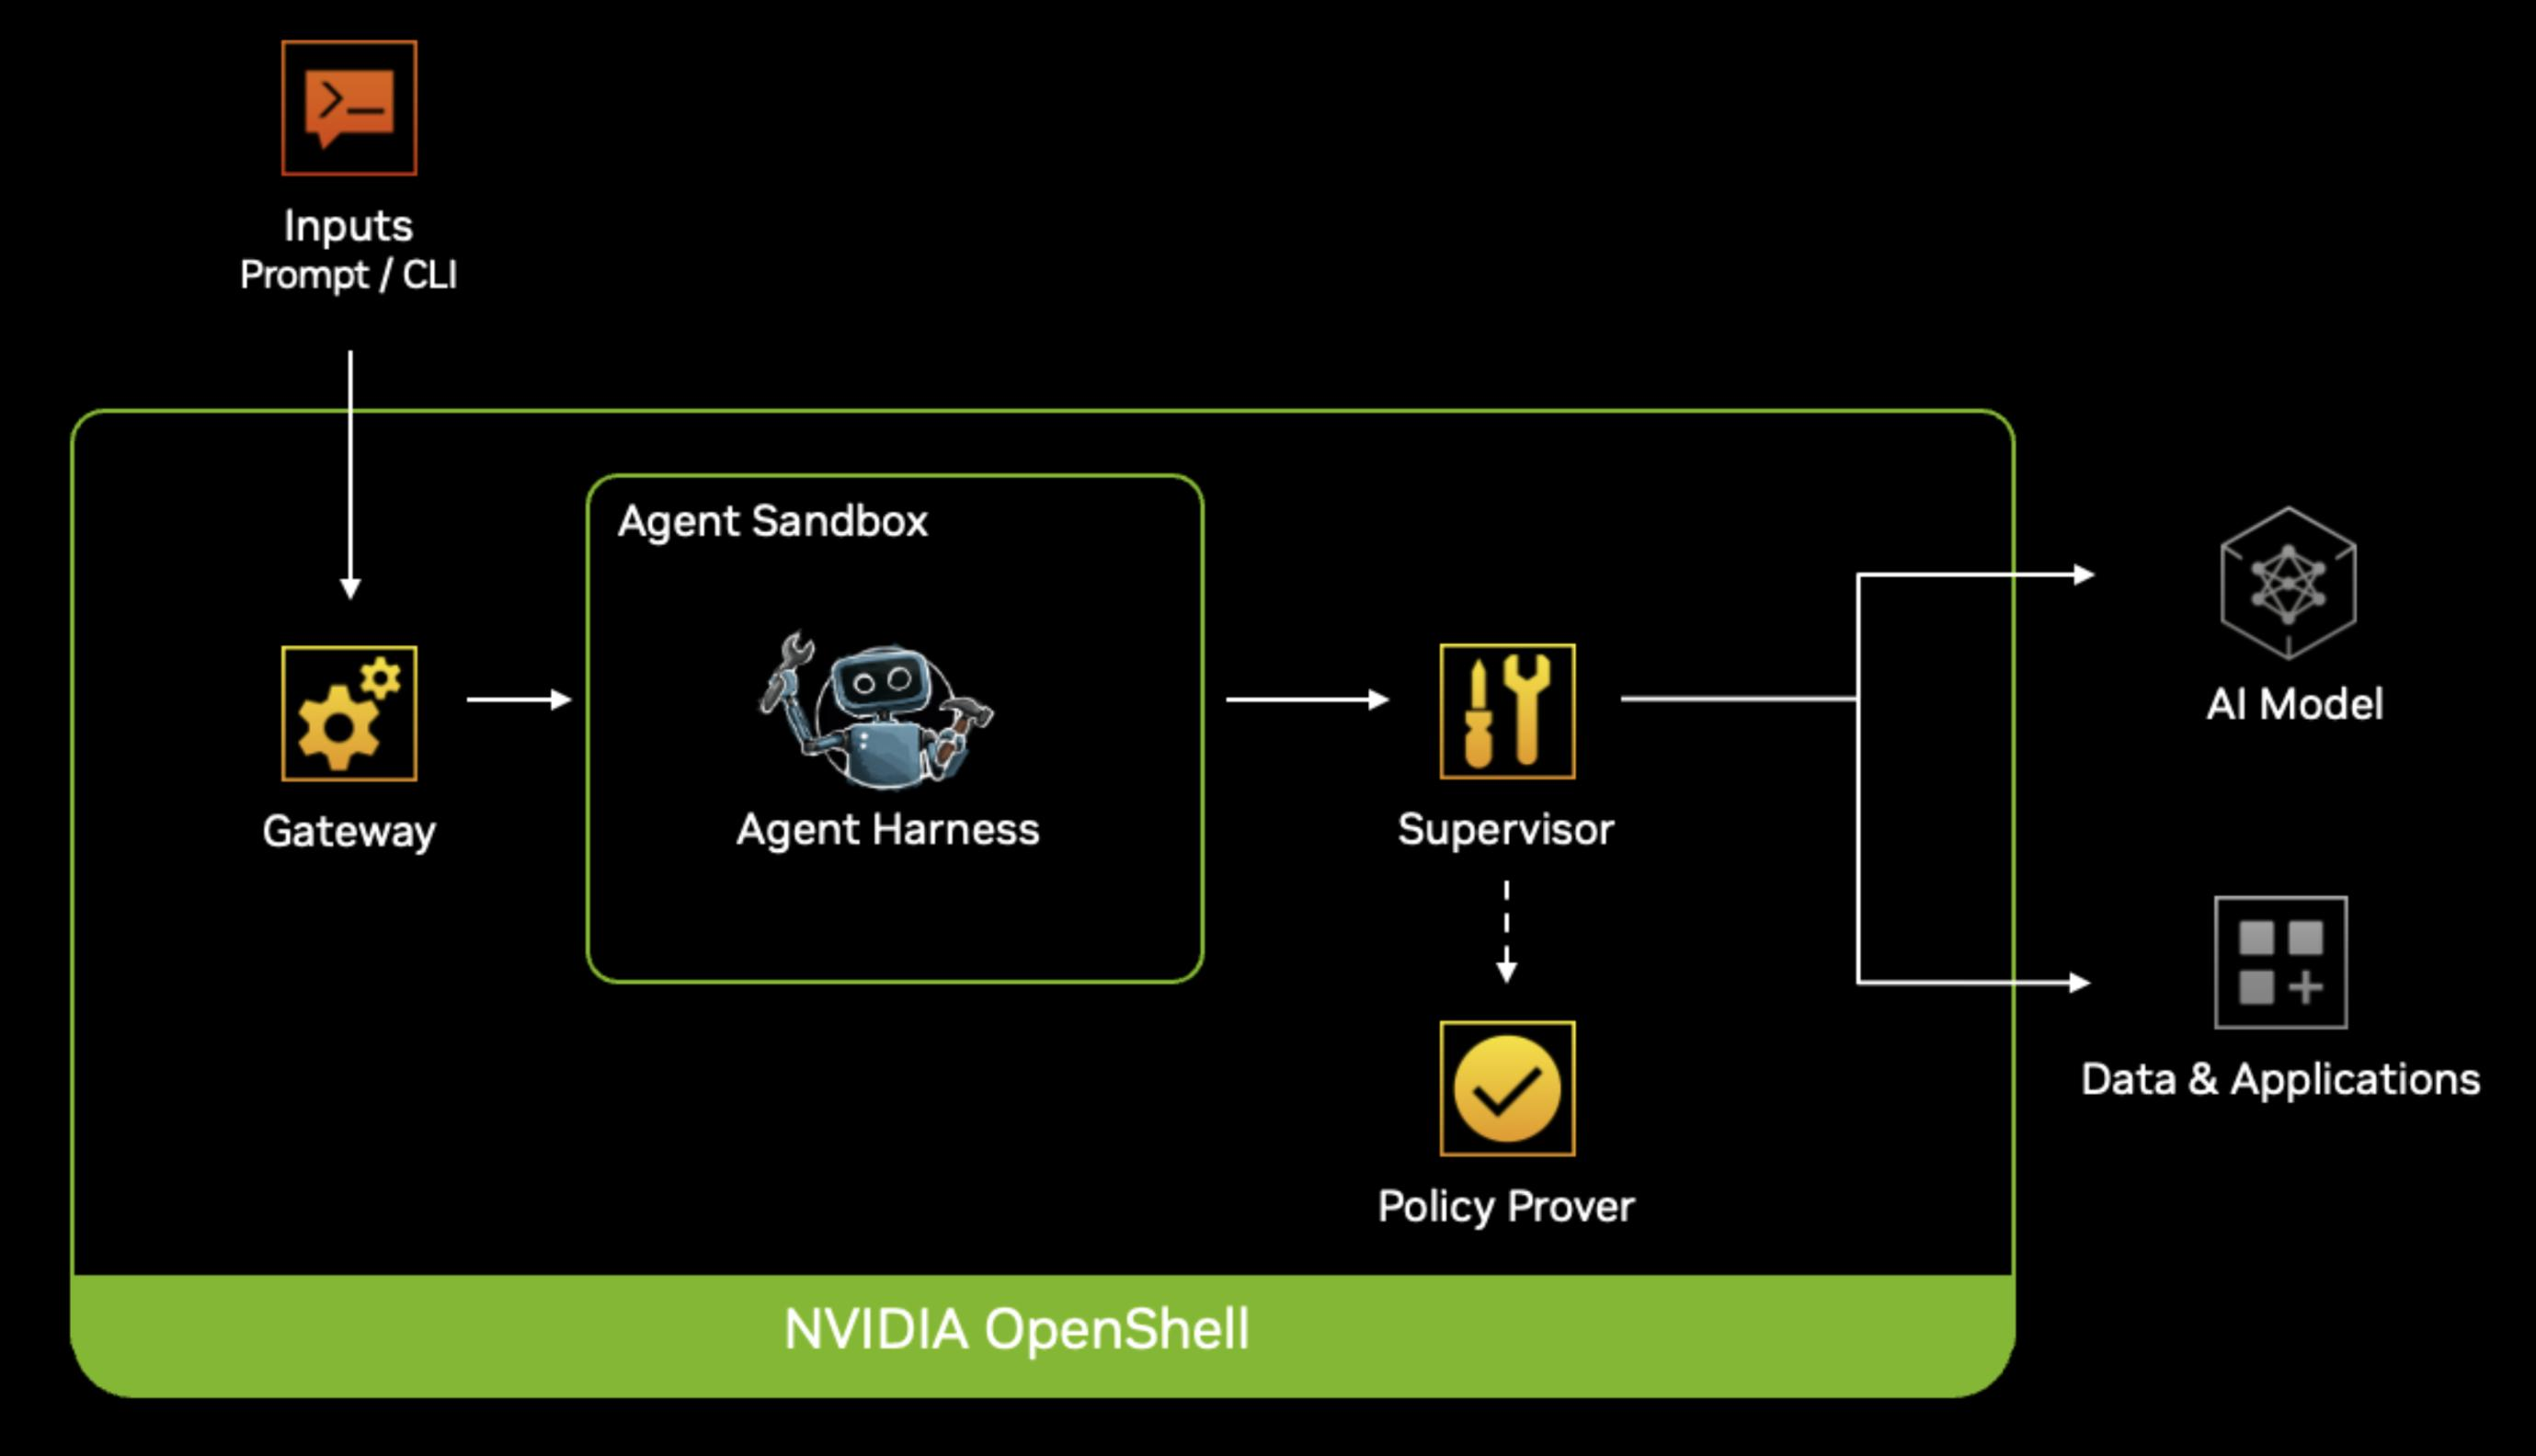 Inputs
Prompt / CLI
Agent Sandbox
Gateway
Agent Harness
Supervisor
AI Model
Policy Prover
Data & Applications
NVIDIA OpenShell